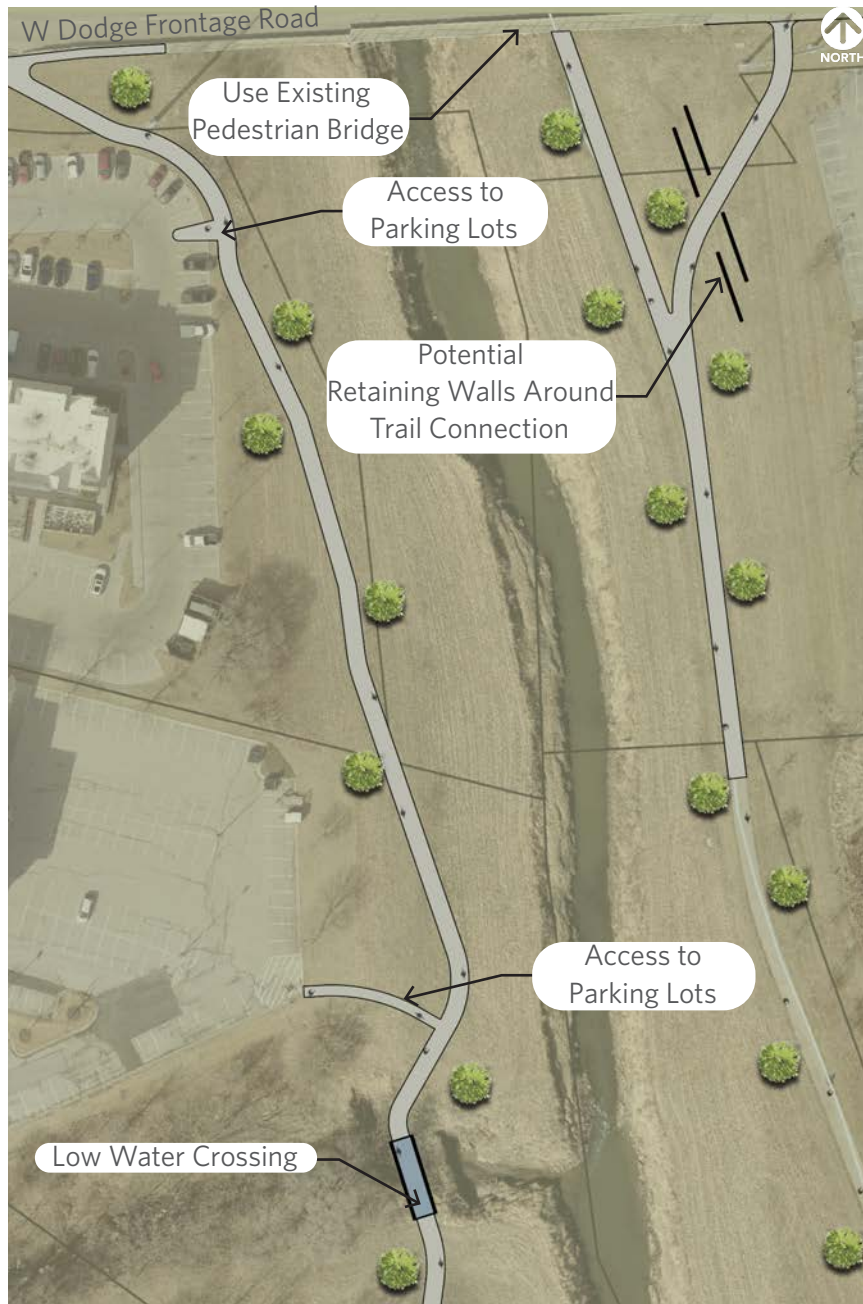 W Dodge Frontage Road
NORTH
Use Existing
Pedestrian Bridge
Access to
Parking Lots
Potential
Retaining Walls Around
Trail Connection
Access to
Parking Lots
Low Water Crossing